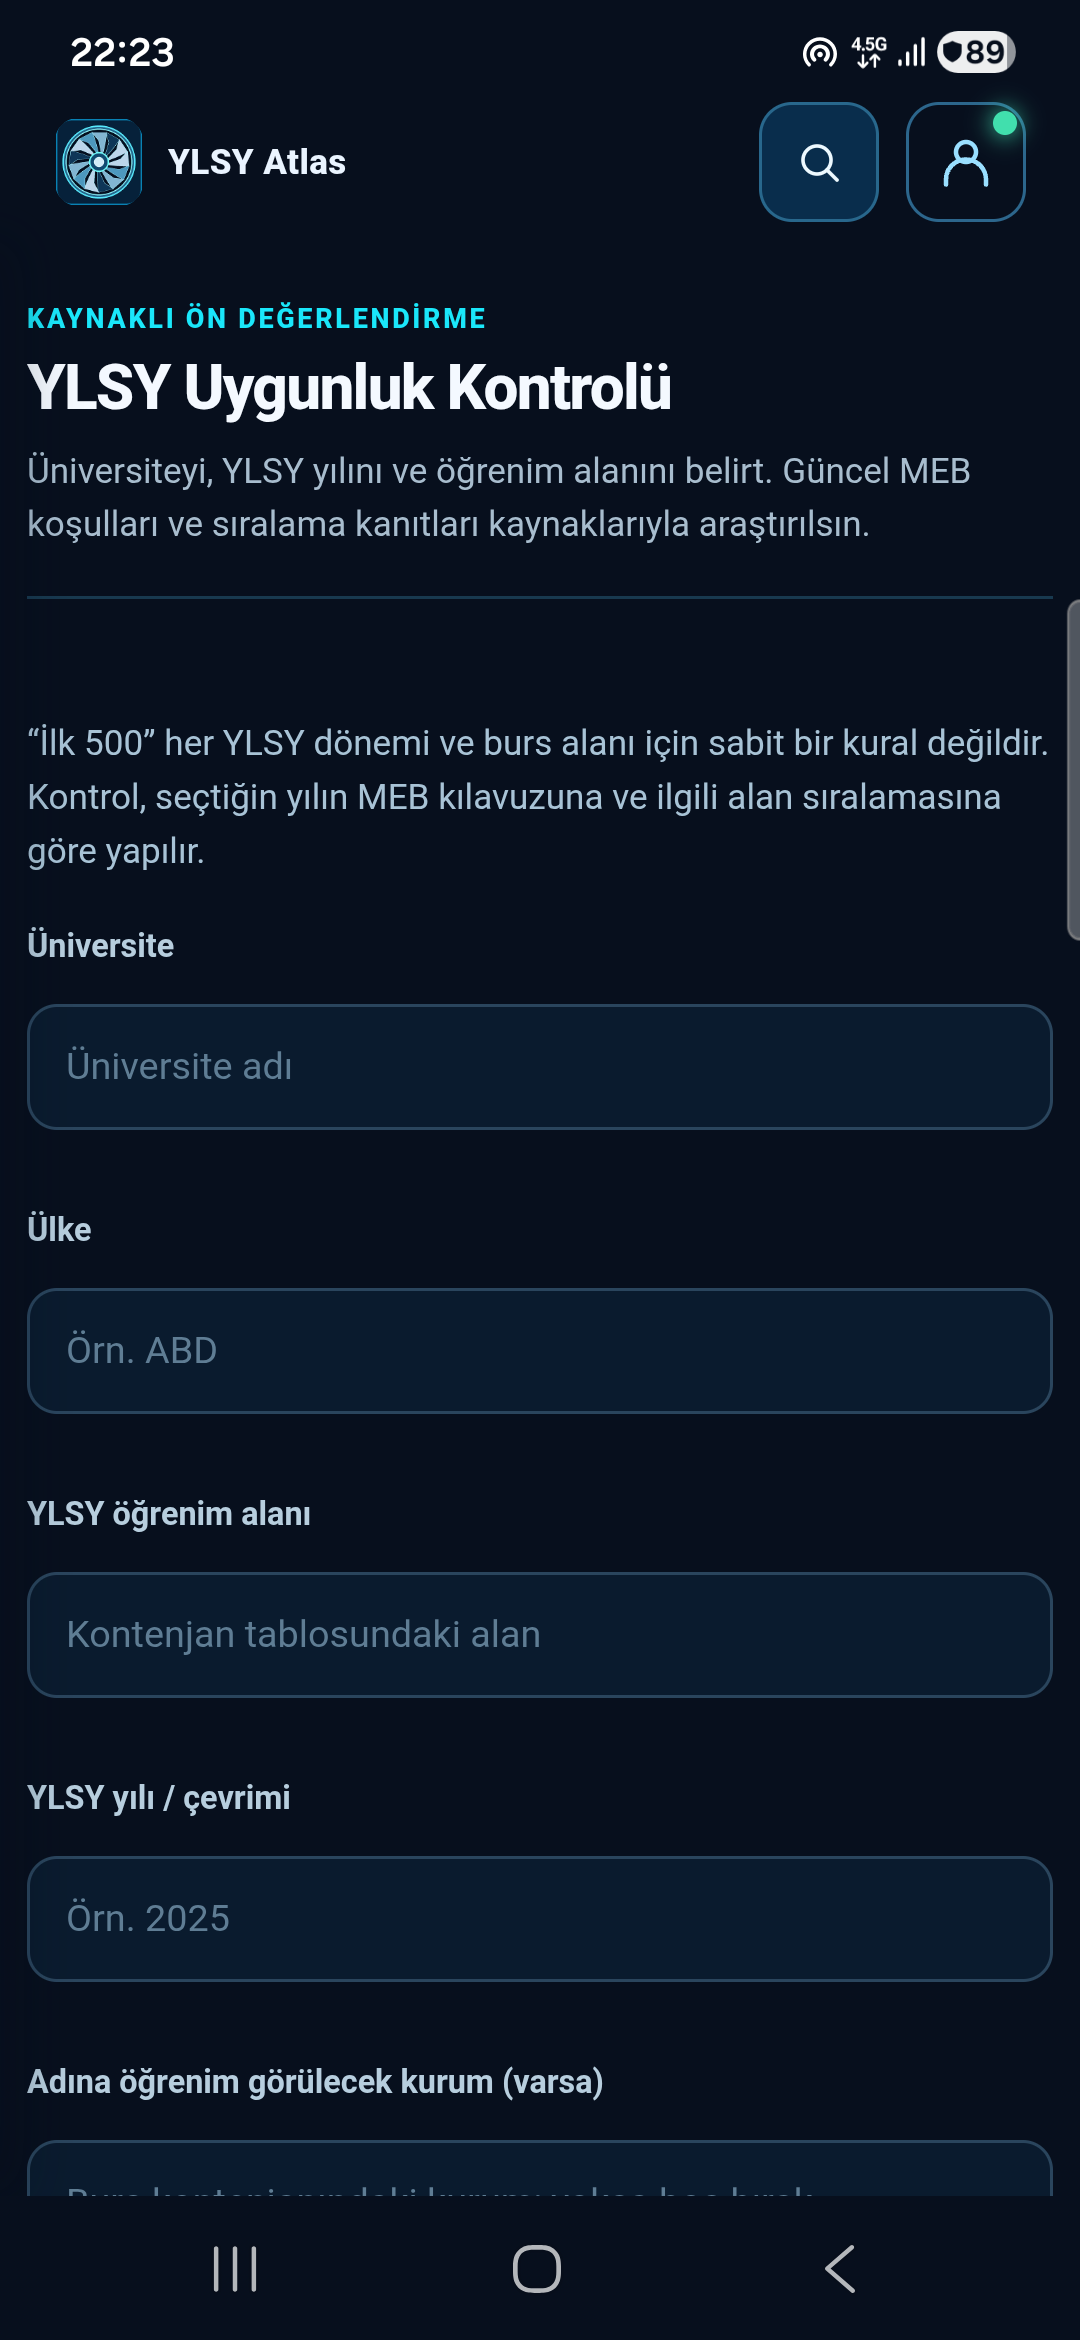 22:23
4.5G
89
YLSY Atlas
KAYNAKLI ÖN DEĞERLENDİRME
YLSY Uygunluk Kontrolü
Üniversiteyi, YLSY yılını ve öğrenim alanını belirt. Güncel MEB
koşulları ve sıralama kanıtları kaynaklarıyla araştırılsın.
“İlk 500” her YLSY dönemi ve burs alanı için sabit bir kural değildir.
Kontrol, seçtiğin yılın MEB kılavuzuna ve ilgili alan sıralamasına
göre yapılır.
Üniversite
Üniversite adı
Ülke
Örn. ABD
YLSY öğrenim alanı
Kontenjan tablosundaki alan
YLSY yılı / çevrimi
Örn. 2025
Adına öğrenim görülecek kurum (varsa)